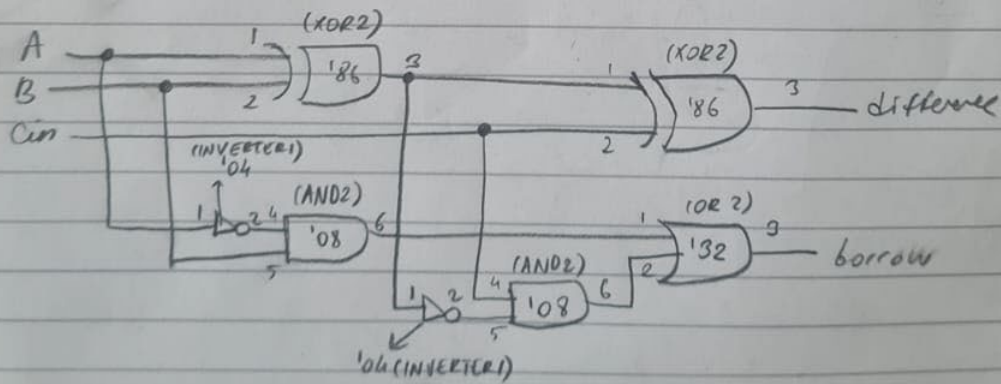 (XOR2)
A 1 '86 3
(XOR2)
B 2
1 '86 3 difference
Cin 2
(INVERTER1)
'04
(AND2)
(OR 2)
1 2 4 '08 6
5
1 '32 3 borrow
2
(AND2)
1 2 4 '08 6
5
'04 (INVERTER1)